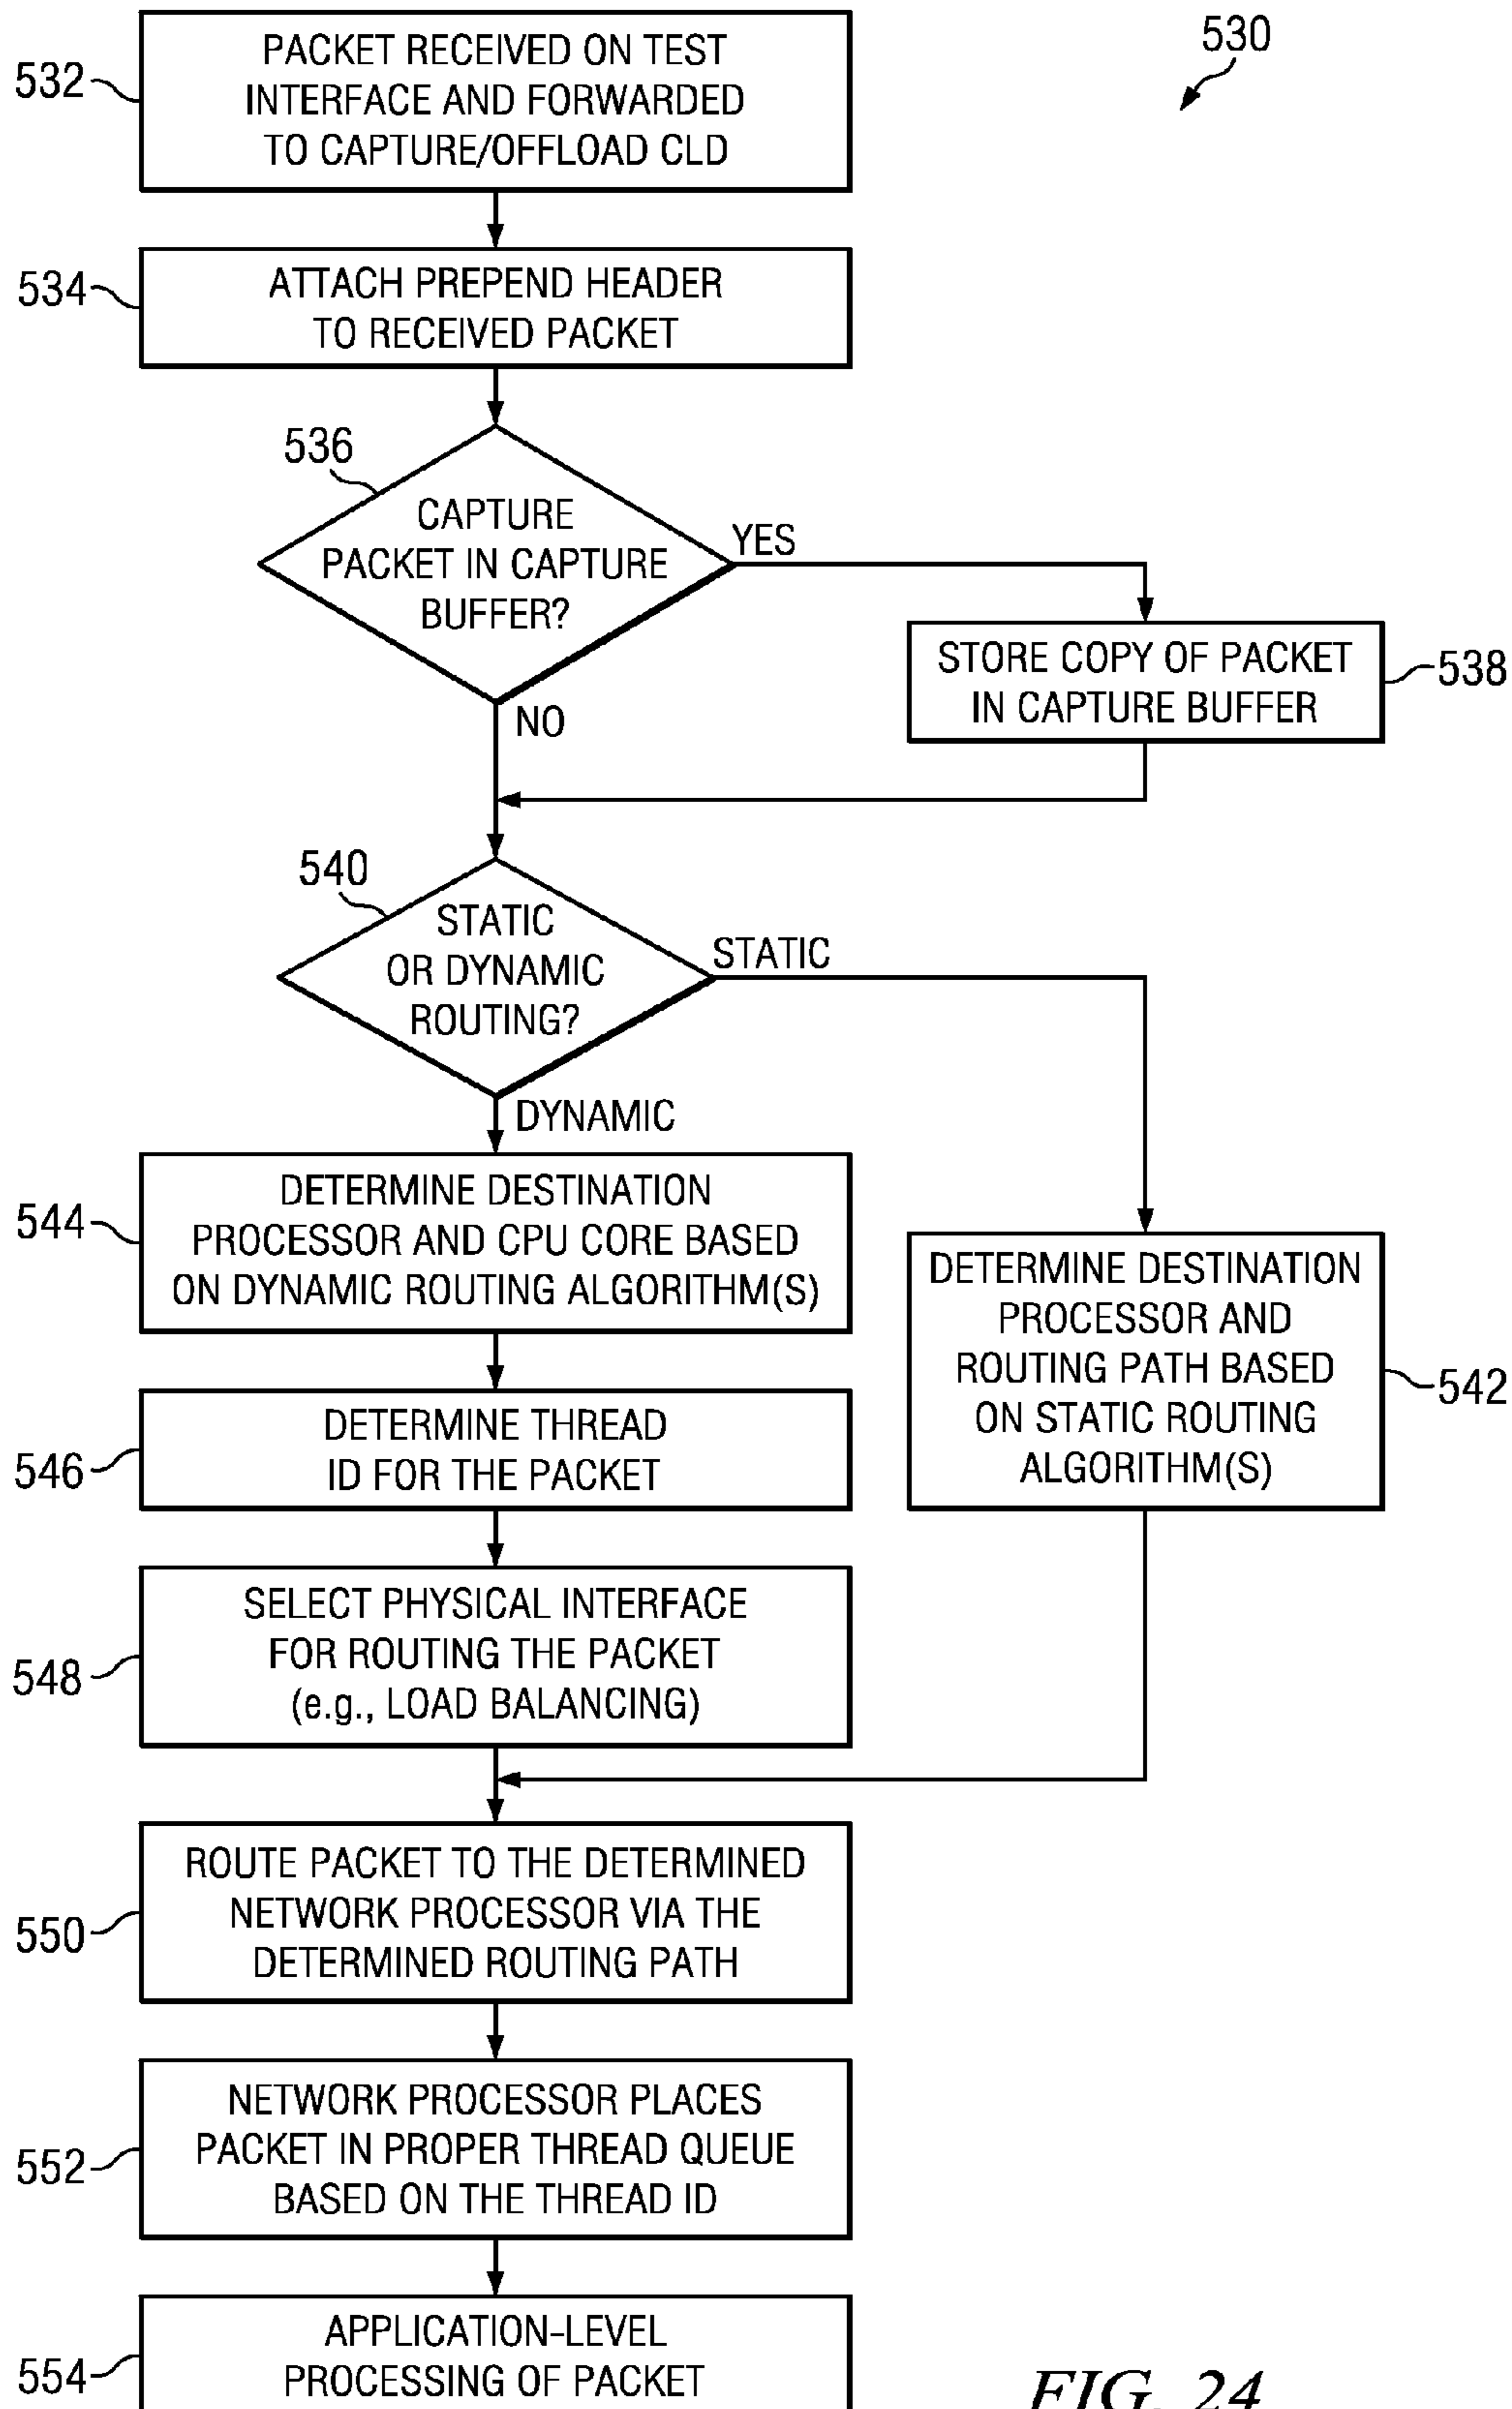 530
532
PACKET RECEIVED ON TEST
INTERFACE AND FORWARDED
TO CAPTURE/OFFLOAD CLD
534
ATTACH PREPEND HEADER
TO RECEIVED PACKET
536
CAPTURE
PACKET IN CAPTURE
BUFFER?
YES
NO
STORE COPY OF PACKET
IN CAPTURE BUFFER
538
540
STATIC
OR DYNAMIC
ROUTING?
STATIC
DYNAMIC
544
DETERMINE DESTINATION
PROCESSOR AND CPU CORE BASED
ON DYNAMIC ROUTING ALGORITHM(S)
DETERMINE DESTINATION
PROCESSOR AND
ROUTING PATH BASED
ON STATIC ROUTING
ALGORITHM(S)
542
546
DETERMINE THREAD
ID FOR THE PACKET
548
SELECT PHYSICAL INTERFACE
FOR ROUTING THE PACKET
(e.g., LOAD BALANCING)
550
ROUTE PACKET TO THE DETERMINED
NETWORK PROCESSOR VIA THE
DETERMINED ROUTING PATH
552
NETWORK PROCESSOR PLACES
PACKET IN PROPER THREAD QUEUE
BASED ON THE THREAD ID
554
APPLICATION-LEVEL
PROCESSING OF PACKET
FIG. 24